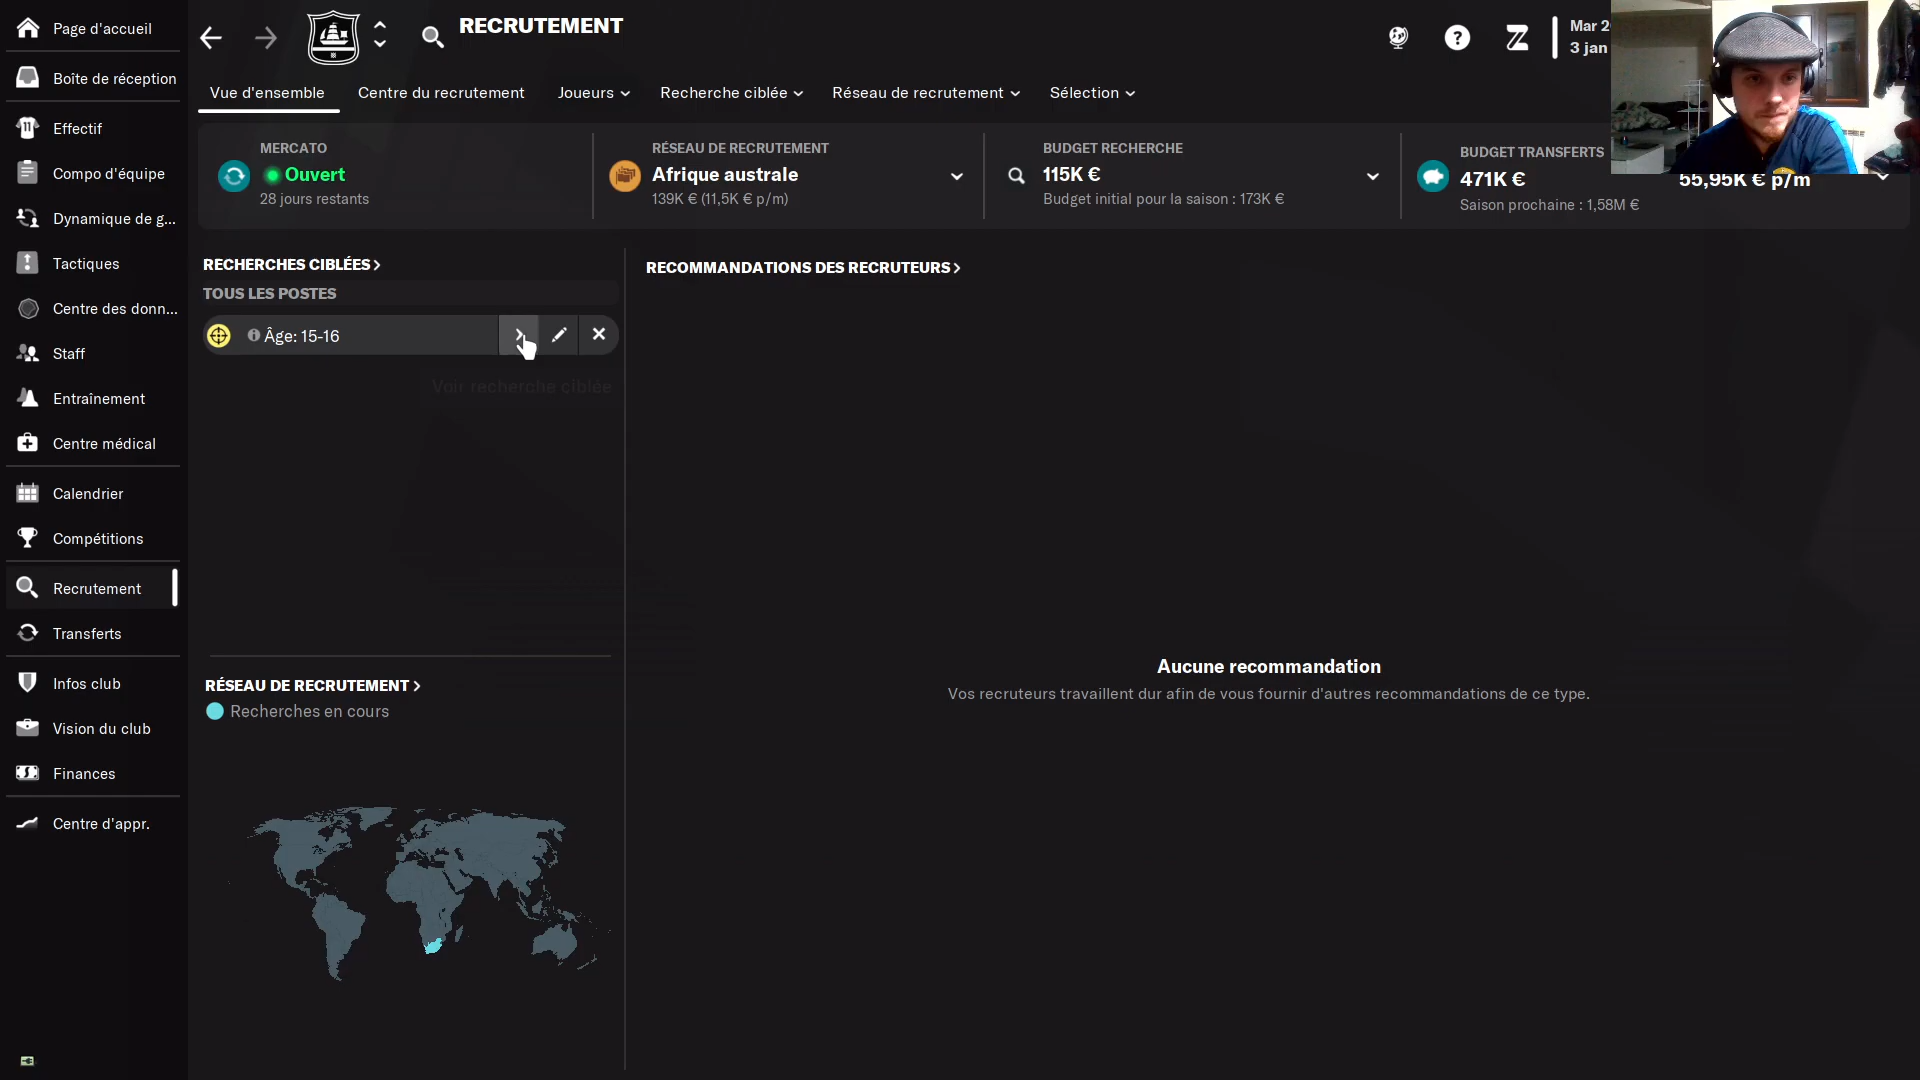 Page d'accueil
Boîte de réception
Effectif
Compo d'équipe
Dynamique de g...
Tactiques
Centre des donn...
Staff
Entraînement
Centre médical
Calendrier
Compétitions
Recrutement
Transferts
Infos club
Vision du club
Finances
Centre d'appr.
RECRUTEMENT
Mar 2
3 jan
Vue d'ensemble
Centre du recrutement
Joueurs
Recherche ciblée
Réseau de recrutement
Sélection
MERCATO
Ouvert
28 jours restants
RÉSEAU DE RECRUTEMENT
Afrique australe
139K € (11,5K € p/m)
BUDGET RECHERCHE
115K €
Budget initial pour la saison : 173K €
BUDGET TRANSFERTS
471K €
Saison prochaine : 1,58M €
55,95K € p/m
RECHERCHES CIBLÉES
TOUS LES POSTES
Âge: 15-16
Voir recherche ciblée
RÉSEAU DE RECRUTEMENT
Recherches en cours
RECOMMANDATIONS DES RECRUTEURS
Aucune recommandation
Vos recruteurs travaillent dur afin de vous fournir d'autres recommandations de ce type.